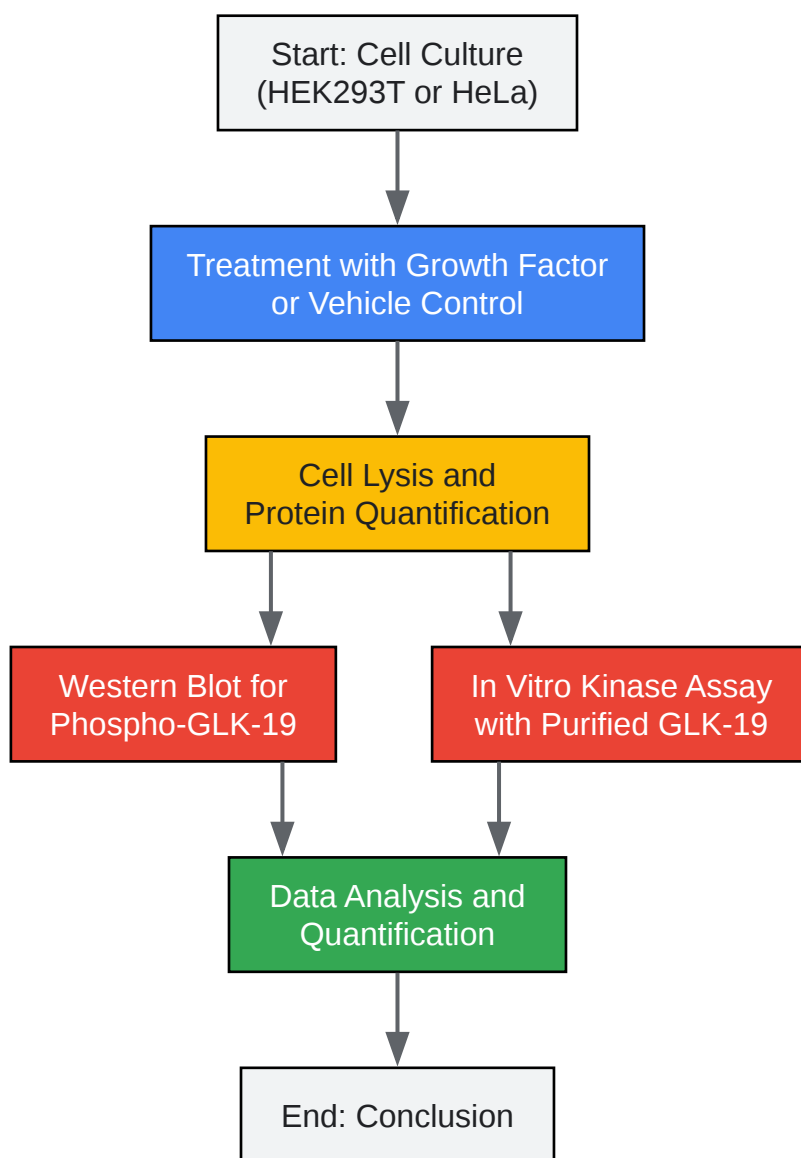 Start: Cell Culture
(HEK293T or HeLa)
Treatment with Growth Factor
or Vehicle Control
Cell Lysis and
Protein Quantification
Western Blot for
Phospho-GLK-19
In Vitro Kinase Assay
with Purified GLK-19
Data Analysis and
Quantification
End: Conclusion